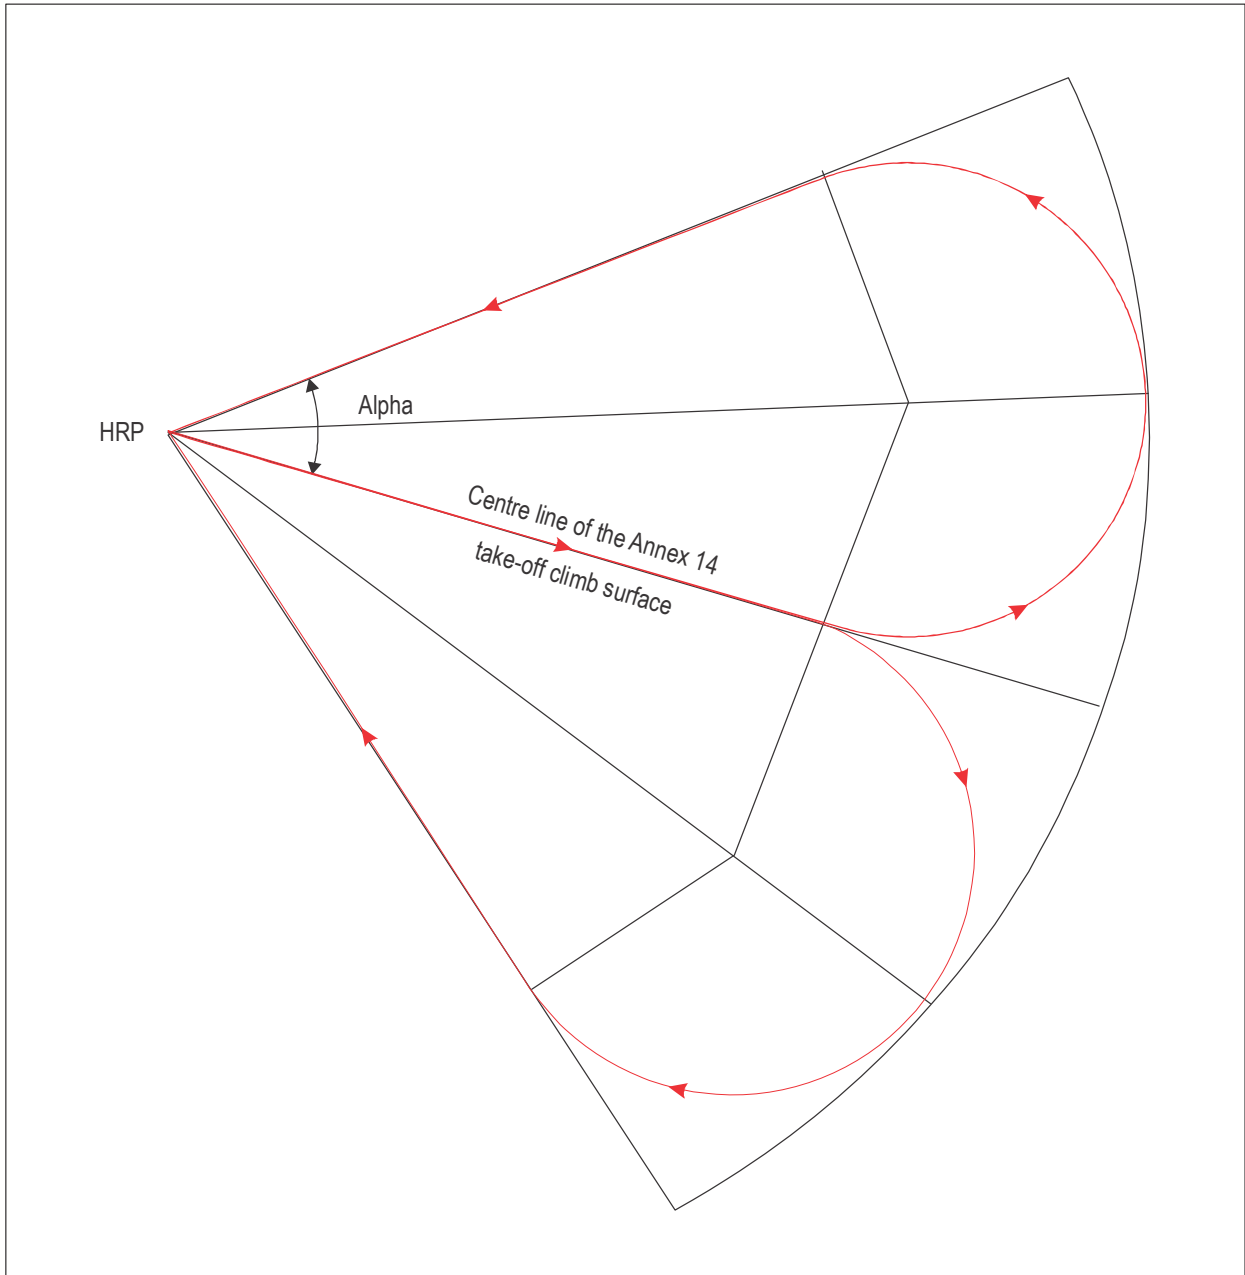 Alpha
HRP
Centre line of the Annex 14
take-off climb surface